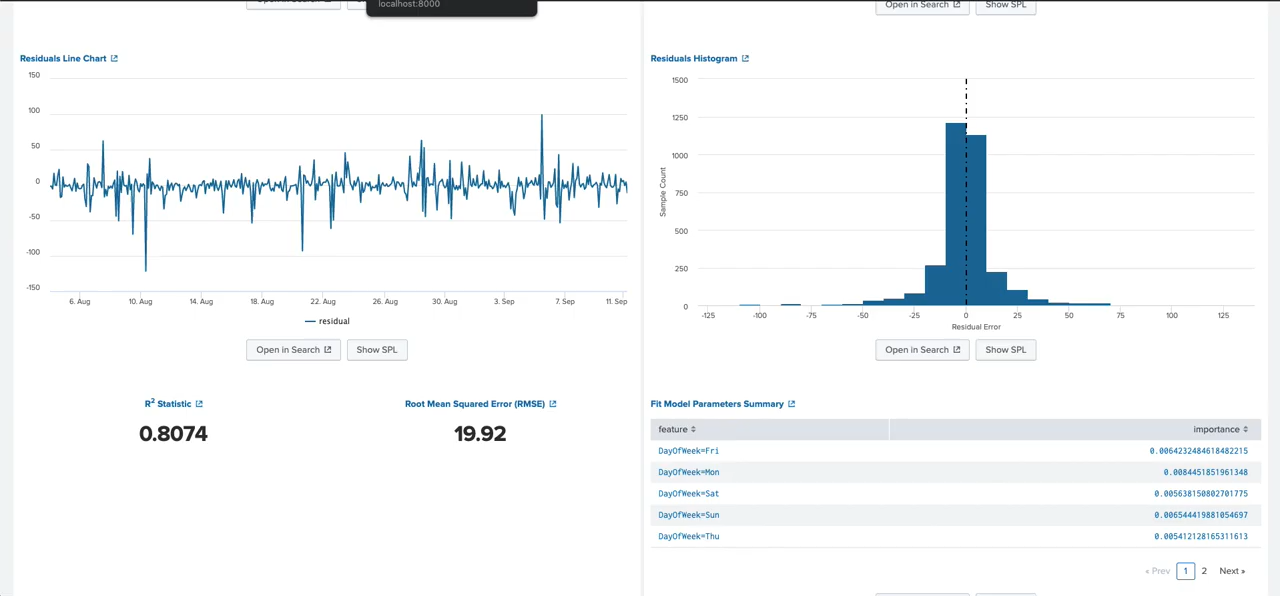 localhost:8000
Open in Search
Show SPL
Residuals Line Chart
150
100
50
0
-50
-100
-150
6. Aug
10. Aug
14. Aug
18. Aug
22. Aug
26. Aug
30. Aug
3. Sep
7. Sep
11. Sep
residual
Open in Search
Show SPL
Residuals Histogram
1500
1250
1000
750
500
250
0
Sample Count
-125
-100
-75
-50
-25
0
25
50
75
100
125
Residual Error
Open in Search
Show SPL
R2 Statistic
0.8074
Root Mean Squared Error (RMSE)
19.92
Fit Model Parameters Summary
feature importance
DayOfWeek=Fri 0.0064232484618482215
DayOfWeek=Mon 0.0084451851961348
DayOfWeek=Sat 0.005638150802701775
DayOfWeek=Sun 0.006544419881054697
DayOfWeek=Thu 0.005412128165311613
« Prev 1 2 Next »